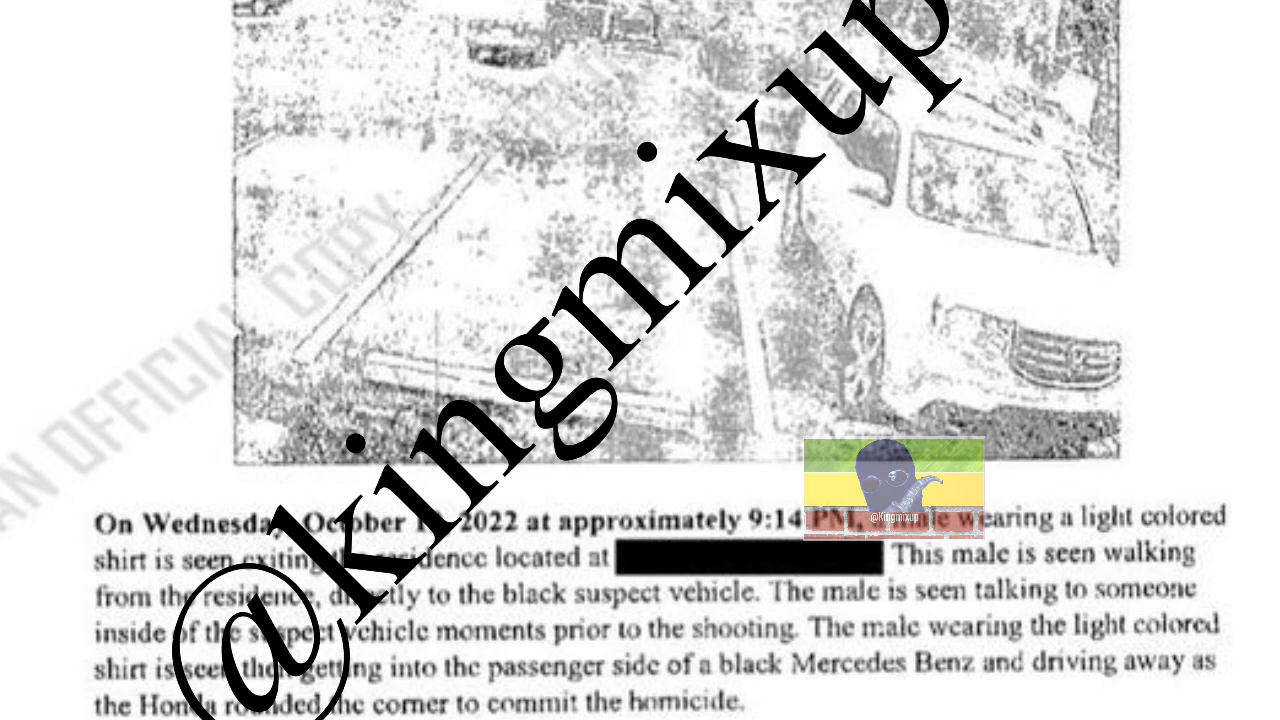 AN OFFICIAL COPY
@kingmixup
@Kingmixup
On Wednesday, October 2022 at approximately 9:14 PM, wearing a light colored
shirt is seen exiting the residence located at This male is seen walking
from the residence, directly to the black suspect vehicle. The male is seen talking to someone
inside of the suspect vehicle moments prior to the shooting. The male wearing the light colored
shirt is seen then getting into the passenger side of a black Mercedes Benz and driving away as
the Honda rounded the corner to commit the homicide.